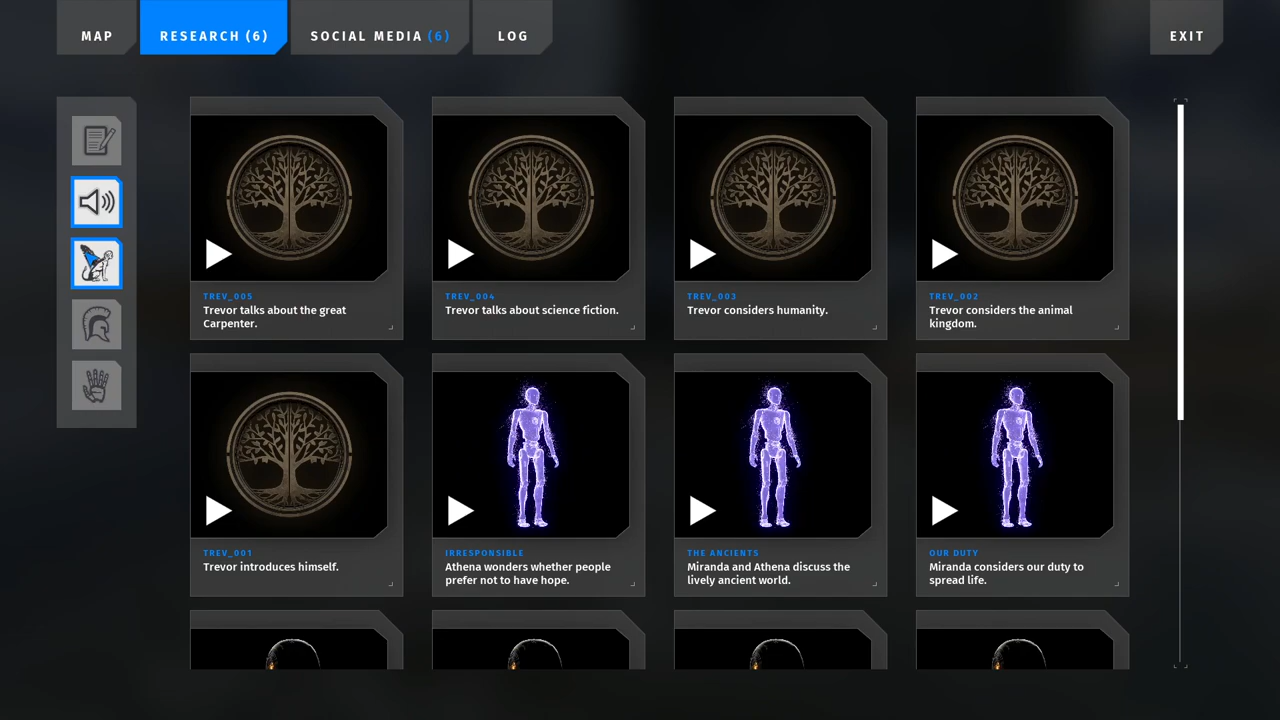 MAP
RESEARCH (6)
SOCIAL MEDIA (6)
LOG
EXIT
TREV_005
Trevor talks about the great
Carpenter.
TREV_004
Trevor talks about science fiction.
TREV_003
Trevor considers humanity.
TREV_002
Trevor considers the animal
kingdom.
TREV_001
Trevor introduces himself.
IRRESPONSIBLE
Athena wonders whether people
prefer not to have hope.
THE ANCIENTS
Miranda and Athena discuss the
lively ancient world.
OUR DUTY
Miranda considers our duty to
spread life.